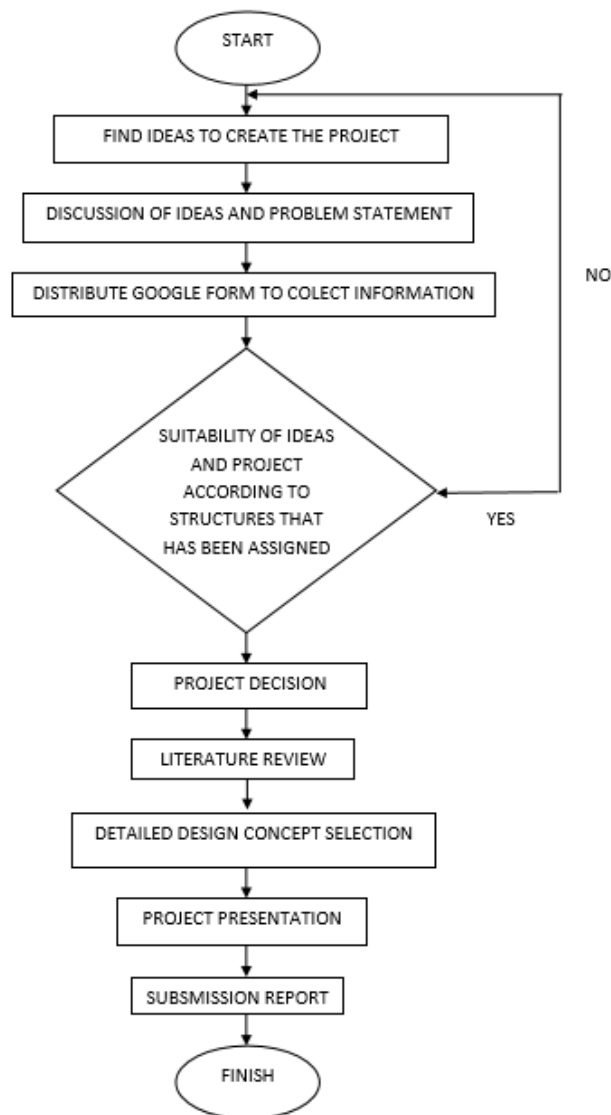 START
FIND IDEAS TO CREATE THE PROJECT
DISCUSSION OF IDEAS AND PROBLEM STATEMENT
DISTRIBUTE GOOGLE FORM TO COLECT INFORMATION
NO
SUITABILITY OF IDEAS
AND PROJECT
ACCORDING TO
STRUCTURES THAT
HAS BEEN ASSIGNED
YES
PROJECT DECISION
LITERATURE REVIEW
DETAILED DESIGN CONCEPT SELECTION
PROJECT PRESENTATION
SUBSMISSION REPORT
FINISH